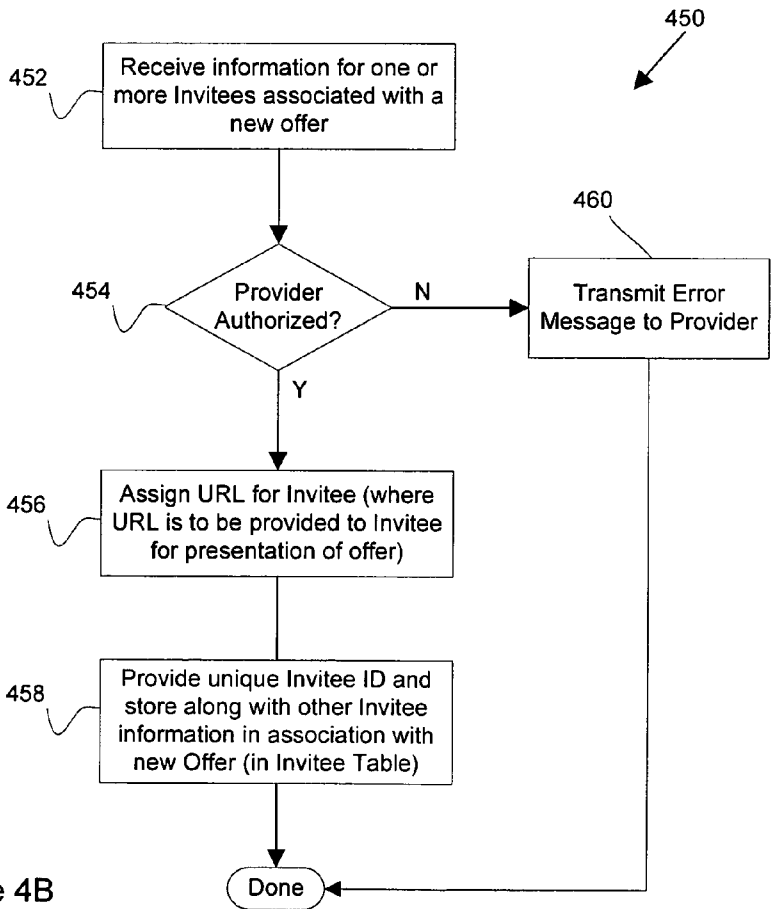 450
452
Receive information for one or
more Invitees associated with a
new offer
460
454
Provider
Authorized?
N
Transmit Error
Message to Provider
Y
456
Assign URL for Invitee (where
URL is to be provided to Invitee
for presentation of offer)
458
Provide unique Invitee ID and
store along with other Invitee
information in association with
new Offer (in Invitee Table)
Done
4B